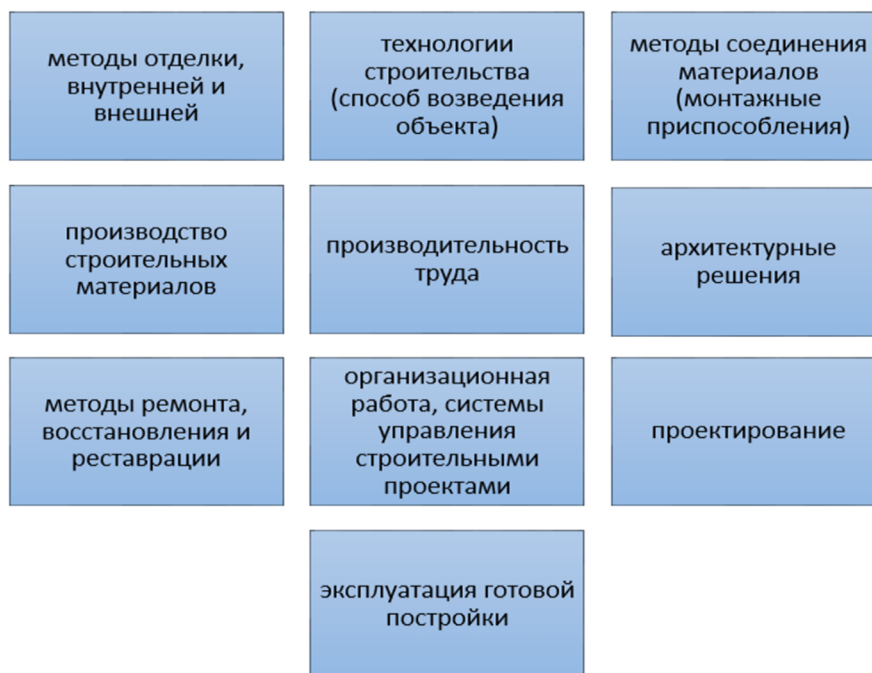 методы отделки,
внутренней и
внешней
технологии
строительства
(способ возведения
объекта)
методы соединения
материалов
(монтажные
приспособления)
производство
строительных
материалов
производительность
труда
архитектурные
решения
методы ремонта,
восстановления и
реставрации
организационная
работа, системы
управления
строительными
проектами
проектирование
эксплуатация готовой
постройки